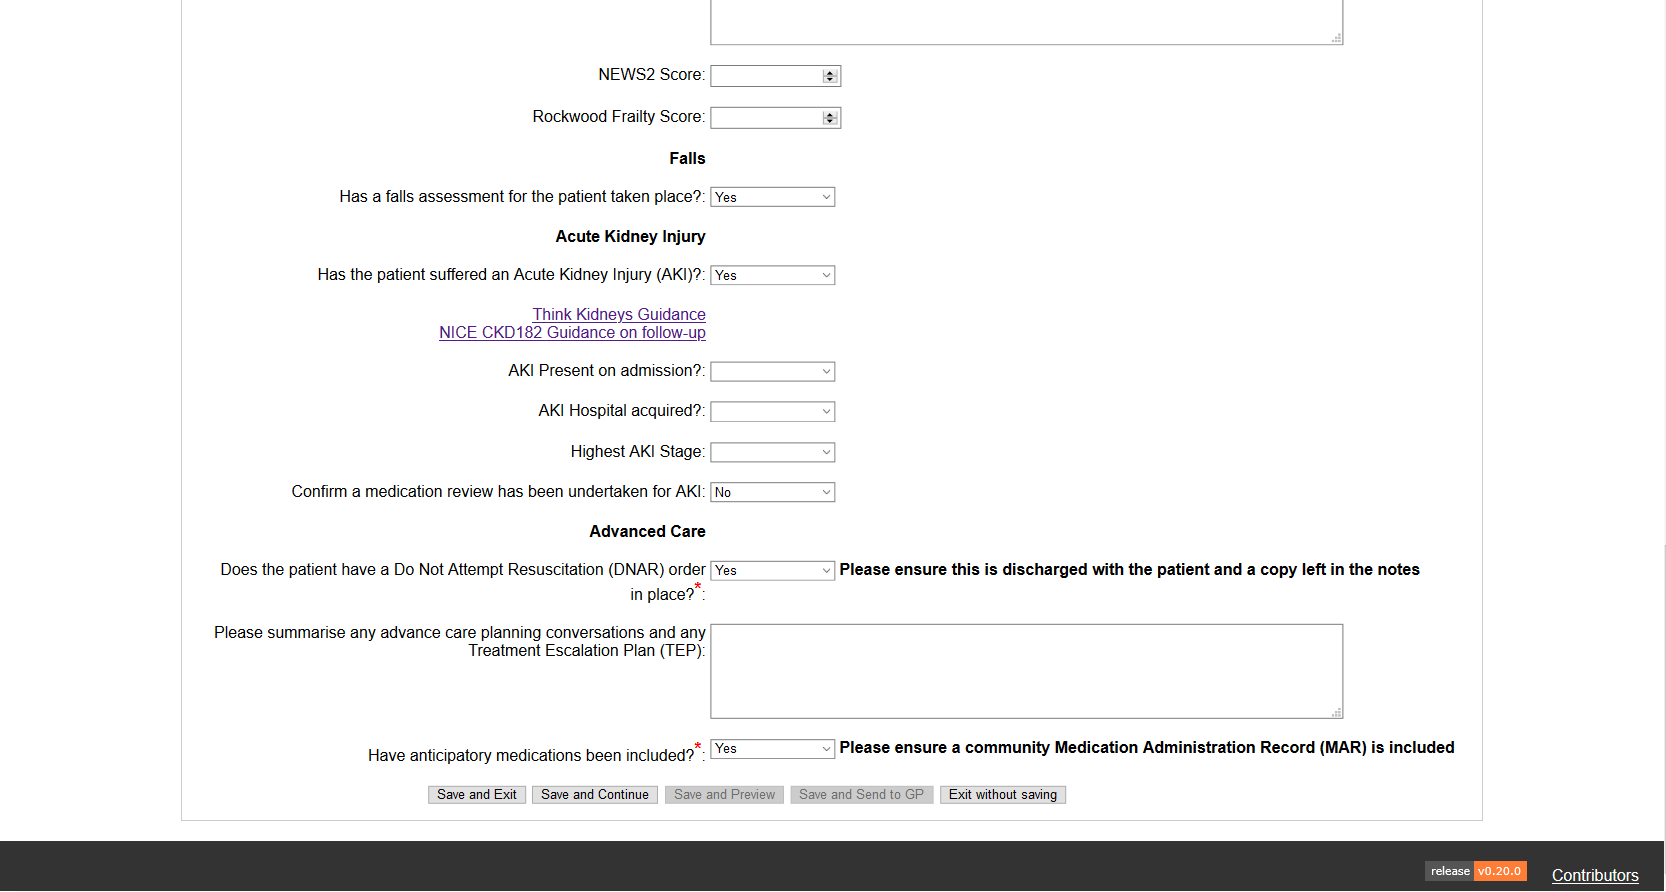 NEWS2 Score:
Rockwood Frailty Score:
Falls
Has a falls assessment for the patient taken place?: Yes
Acute Kidney Injury
Has the patient suffered an Acute Kidney Injury (AKI)?: Yes
Think Kidneys Guidance
NICE CKD182 Guidance on follow-up
AKI Present on admission?:
AKI Hospital acquired?:
Highest AKI Stage:
Confirm a medication review has been undertaken for AKI: No
Advanced Care
Does the patient have a Do Not Attempt Resuscitation (DNAR) order Yes Please ensure this is discharged with the patient and a copy left in the notes
in place?*:
Please summarise any advance care planning conversations and any
Treatment Escalation Plan (TEP):
Have anticipatory medications been included?*: Yes Please ensure a community Medication Administration Record (MAR) is included
Save and Exit Save and Continue Save and Preview Save and Send to GP Exit without saving
release v0.20.0 Contributors